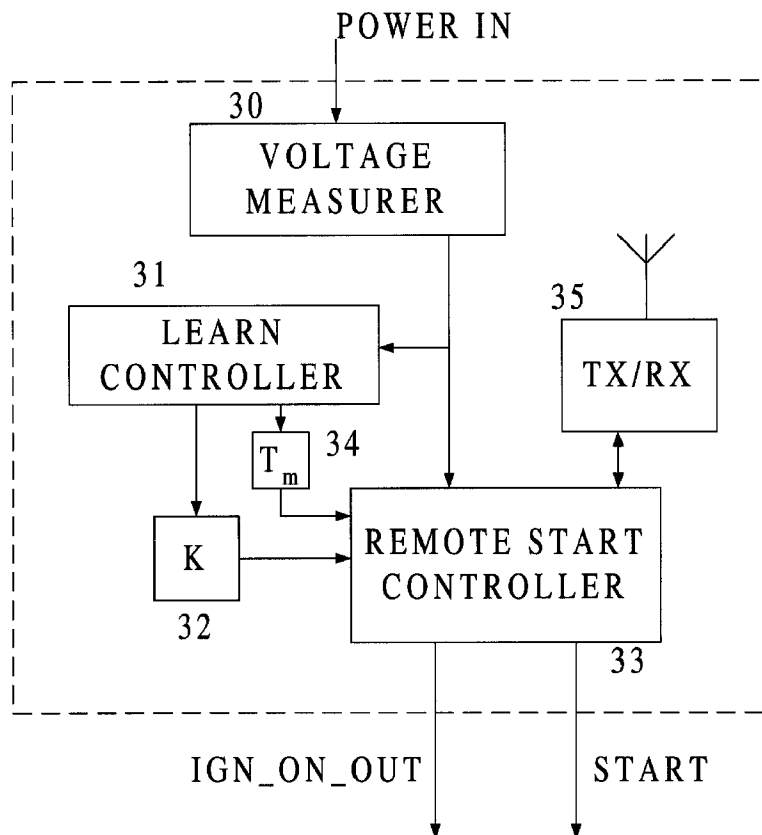 POWER IN
30
VOLTAGE
MEASURER
31
LEARN
CONTROLLER
35
TX/RX
34
Tm
REMOTE START
CONTROLLER
K
32
33
IGN_ON_OUT
START